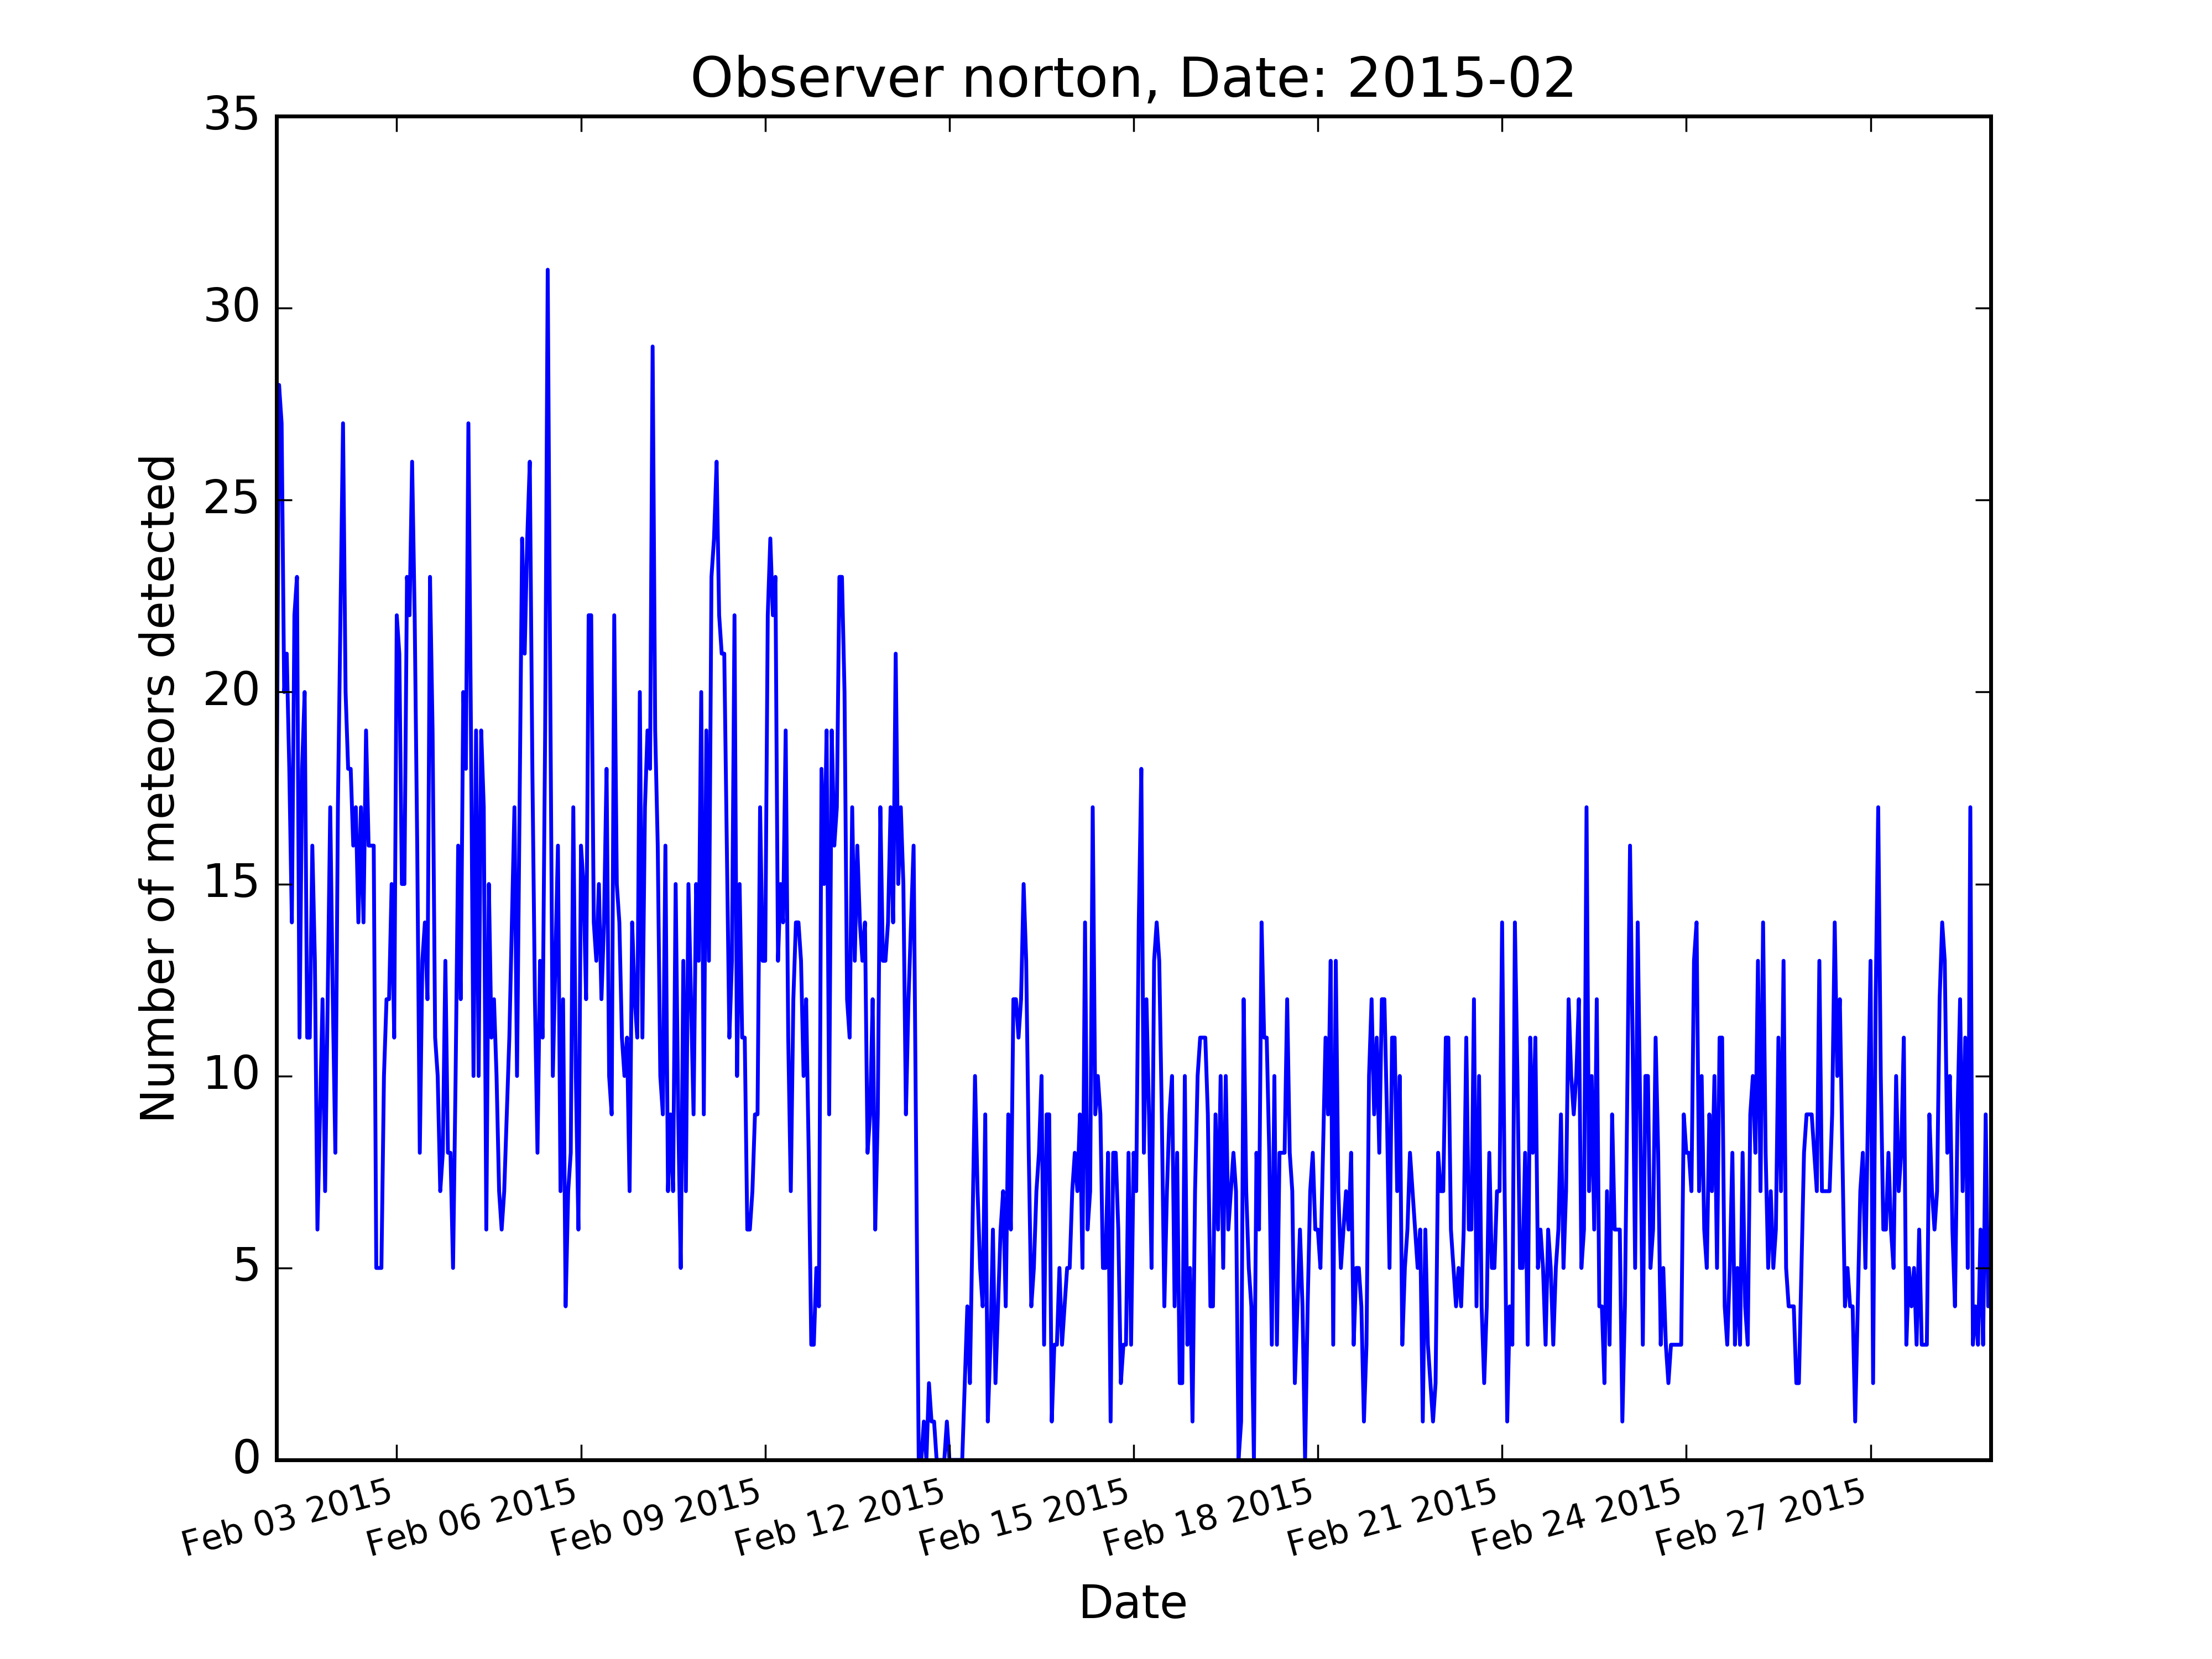 Observer norton, Date: 2015-02
35
30
25
20
15
10
5
0
Number of meteors detected
Feb 03 2015
Feb 06 2015
Feb 09 2015
Feb 12 2015
Feb 15 2015
Feb 18 2015
Feb 21 2015
Feb 24 2015
Feb 27 2015
Date